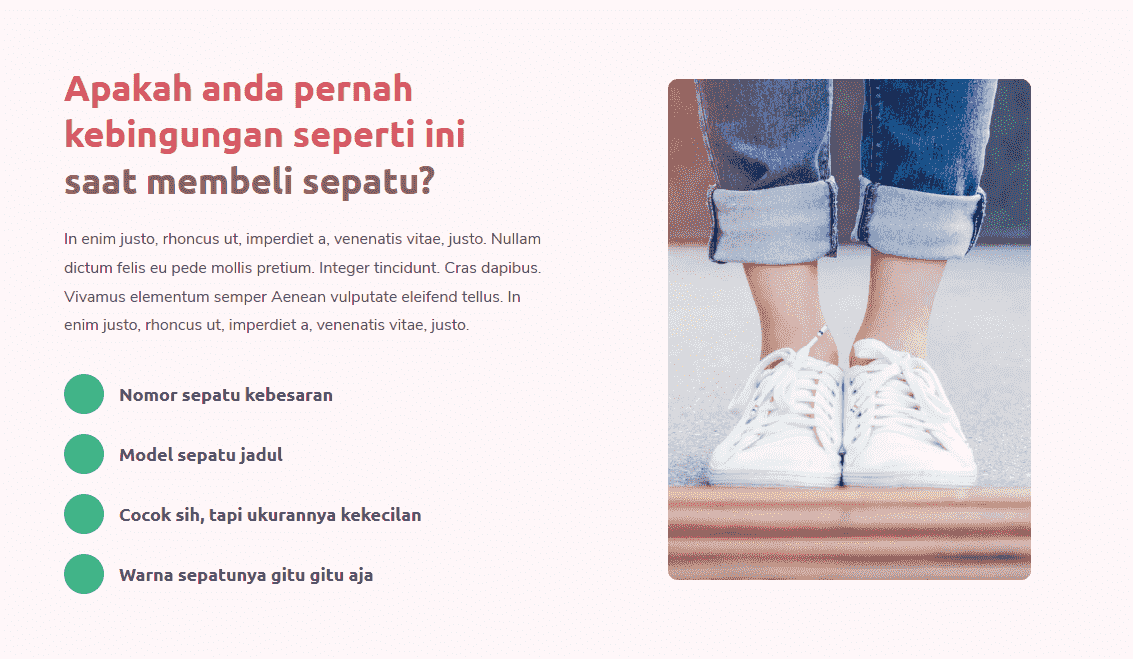 Apakah anda pernah
kebingungan seperti ini
saat membeli sepatu?
In enim justo, rhoncus ut, imperdiet a, venenatis vitae, justo. Nullam
dictum felis eu pede mollis pretium. Integer tincidunt. Cras dapibus.
Vivamus elementum semper Aenean vulputate eleifend tellus. In
enim justo, rhoncus ut, imperdiet a, venenatis vitae, justo.
Nomor sepatu kebesaran
Model sepatu jadul
Cocok sih, tapi ukurannya kekecilan
Warna sepatunya gitu gitu aja